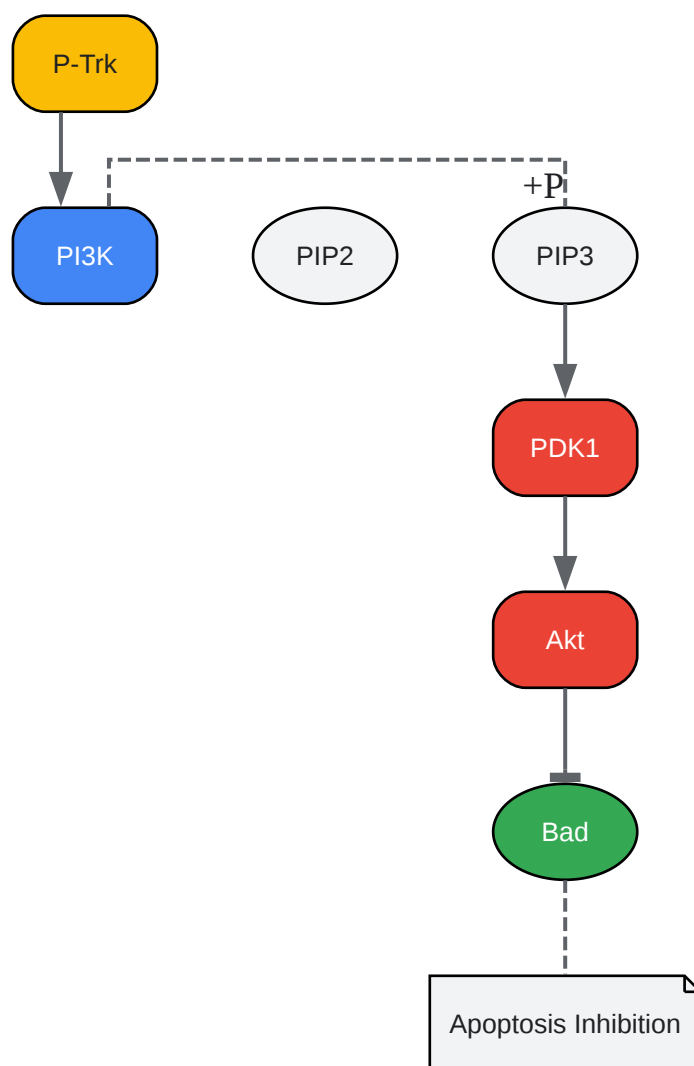 P-Trk
+P
PI3K
PIP2
PIP3
PDK1
Akt
Bad
Apoptosis Inhibition